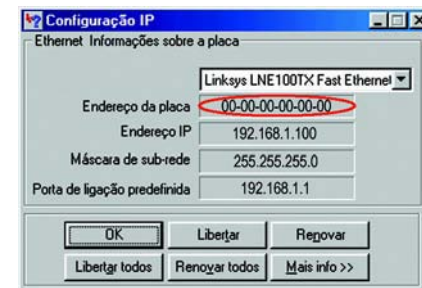 Configuração IP
Ethernet Informações sobre a placa
Linksys LNE100TX Fast Ethernet
Endereço da placa 00-00-00-00-00-00
Endereço IP 192.168.1.100
Máscara de sub-rede 255.255.255.0
Porta de ligação predefinida 192.168.1.1
OK Libertar Renovar
Libertar todos Renovar todos Mais info >>